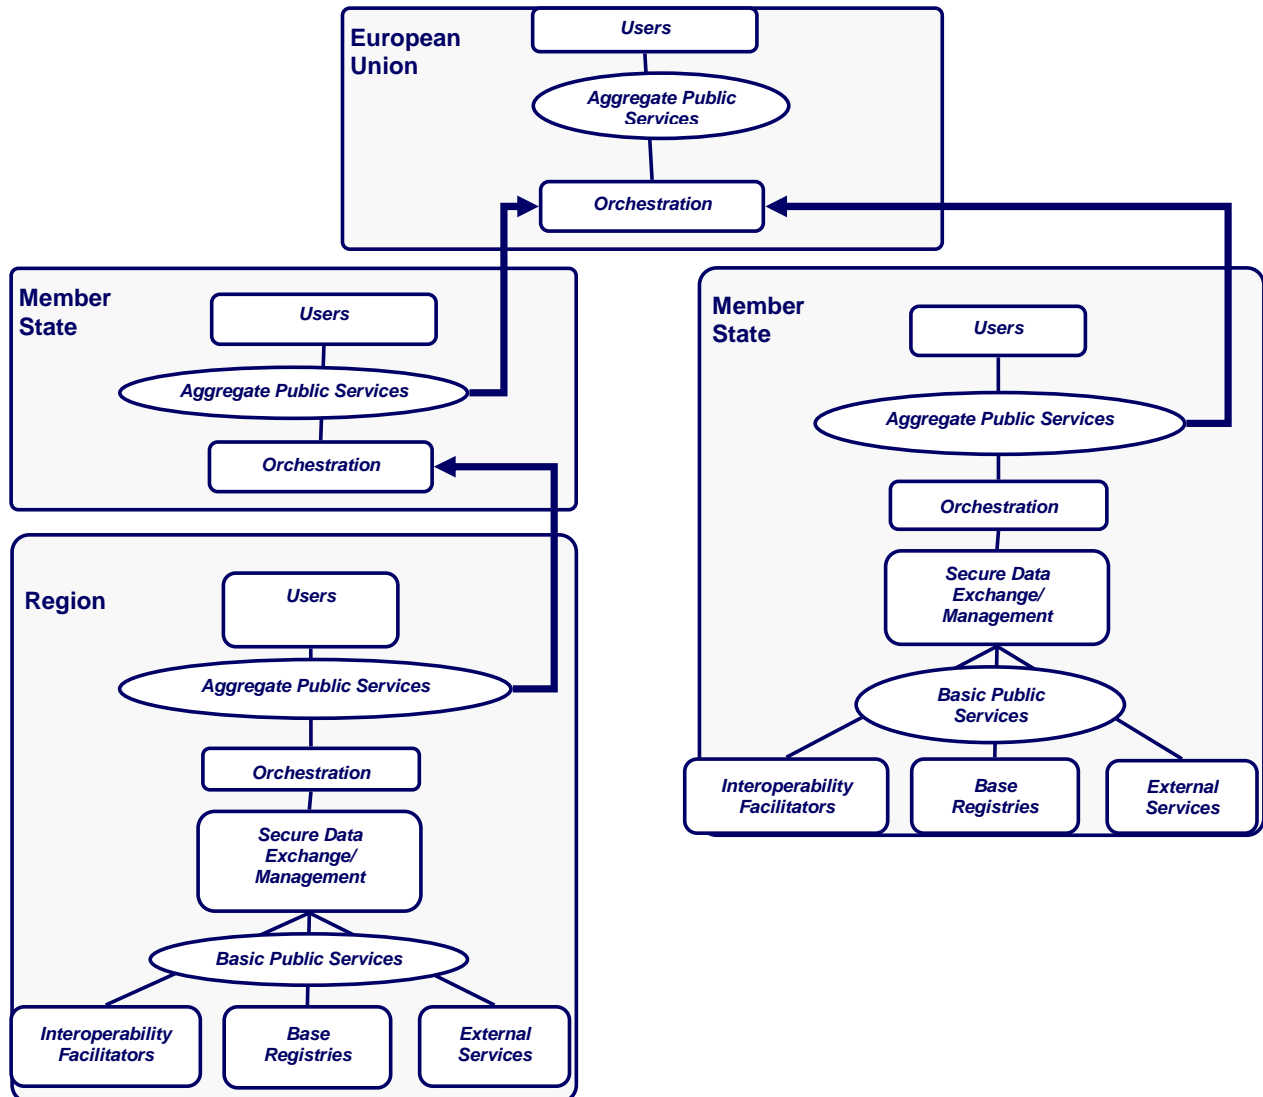 European
Union
Users
Aggregate Public
Services
Orchestration
Member
State
Users
Aggregate Public Services
Orchestration
Region
Users
Aggregate Public Services
Orchestration
Secure Data
Exchange/
Management
Basic Public Services
Interoperability
Facilitators
Base
Registries
External
Services
Member
State
Users
Aggregate Public Services
Orchestration
Secure Data
Exchange/
Management
Basic Public
Services
Interoperability
Facilitators
Base
Registries
External
Services